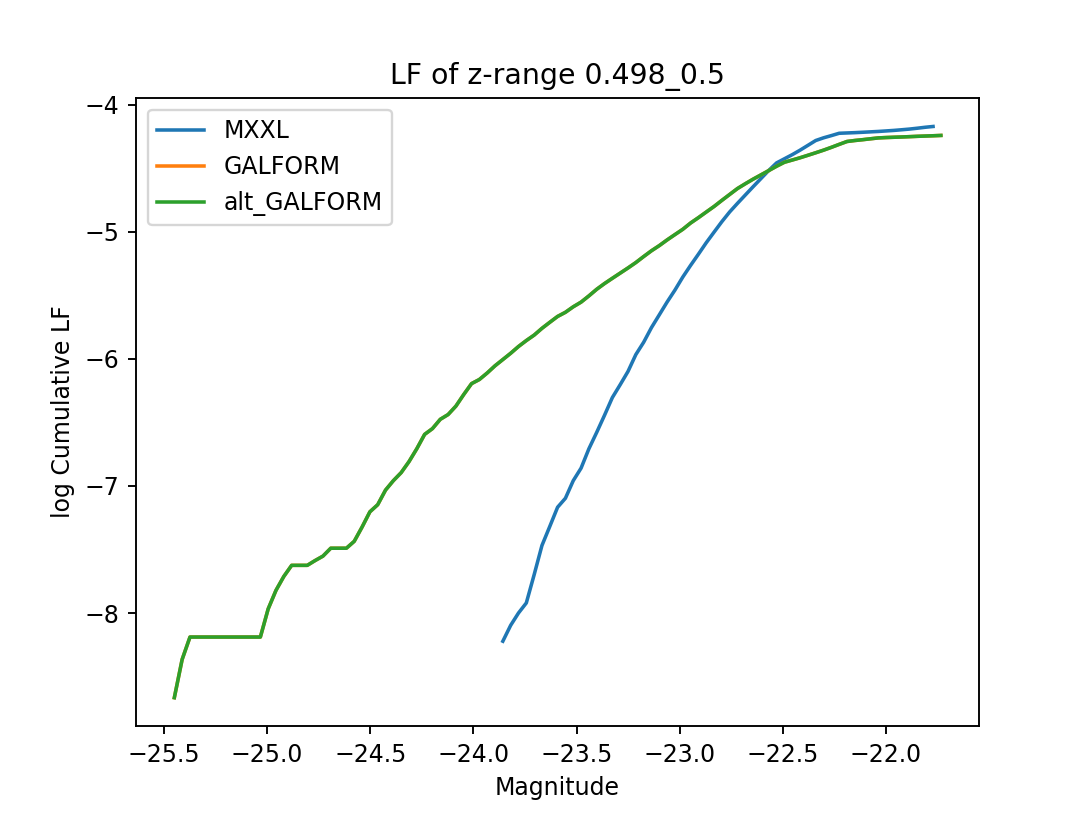 LF of z-range 0.498_0.5
MXXL
GALFORM
alt_GALFORM
−4
−5
−6
−7
−8
log Cumulative LF
−25.5 −25.0 −24.5 −24.0 −23.5 −23.0 −22.5 −22.0
Magnitude